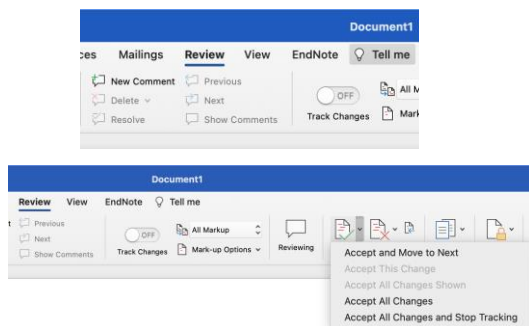 Document1
ces Mailings Review View EndNote Tell me
New Comment Previous
Delete Next
Resolve Show Comments
OFF
Track Changes
All M
Mark
Document1
Review View EndNote Tell me
t Previous
Next
Show Comments
OFF
Track Changes
All Markup
Mark-up Options
Reviewing
Accept and Move to Next
Accept This Change
Accept All Changes Shown
Accept All Changes
Accept All Changes and Stop Tracking